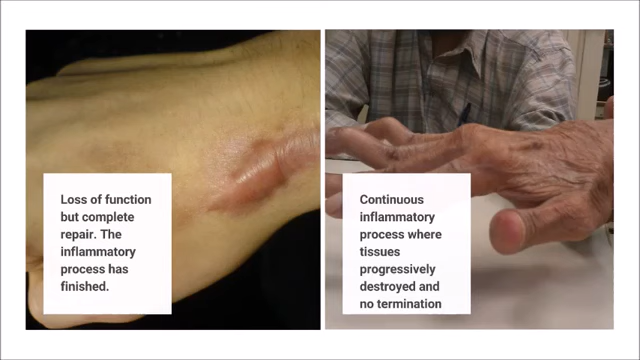 Loss of function
but complete
repair. The
inflammatory
process has
finished.
Continuous
inflammatory
process where
tissues
progressively
destroyed and
no termination